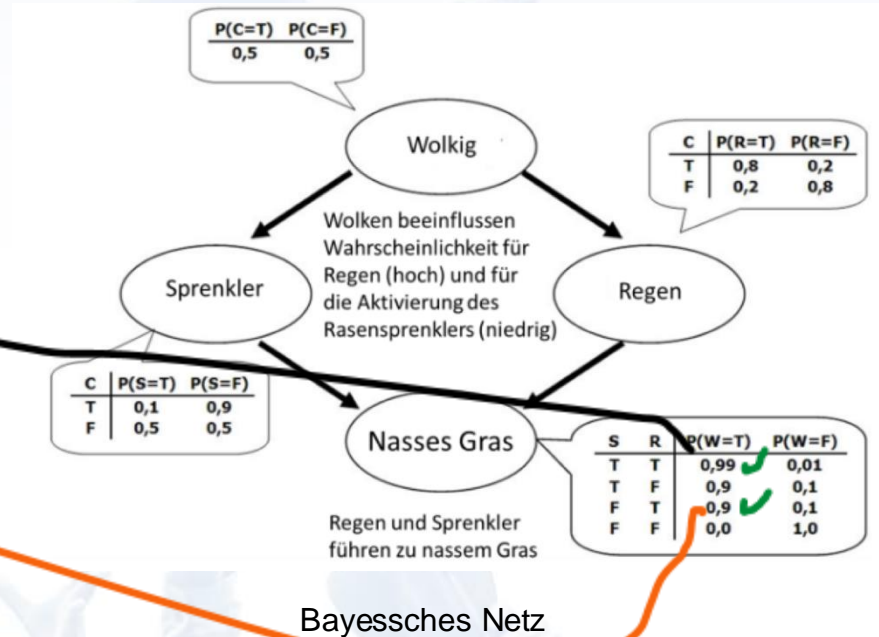 P(C=T) P(C=F)
0,5 0,5
Wolkig
C P(R=T) P(R=F)
T 0,8 0,2
F 0,2 0,8
Wolken beeinflussen
Wahrscheinlichkeit für
Regen (hoch) und für
die Aktivierung des
Rasensprenklers (niedrig)
Sprenkler
Regen
C P(S=T) P(S=F)
T 0,1 0,9
F 0,5 0,5
Nasses Gras
S R P(W=T) P(W=F)
T T 0,99 0,01
T F 0,9 0,1
F T 0,9 0,1
F F 0,0 1,0
Regen und Sprenkler
führen zu nassem Gras
Bayessches Netz